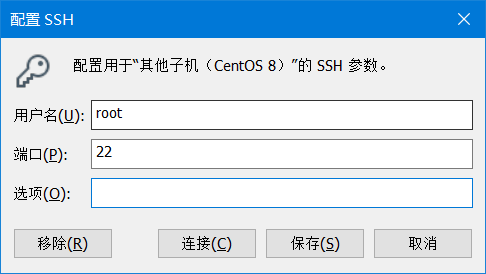 配置 SSH
配置用于“其他子机（CentOS 8）”的 SSH 参数。
用户名(U): root
端口(P): 22
选项(O):
移除(R) 连接(C) 保存(S) 取消